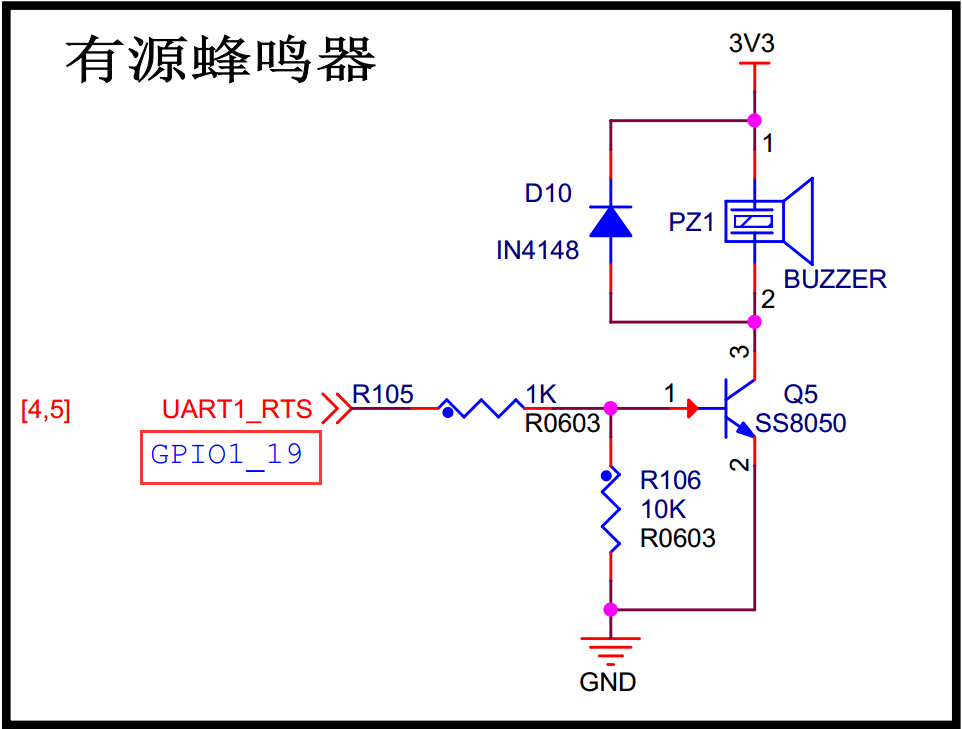 有源蜂鸣器
3V3
1
D10
IN4148
PZ1
BUZZER
2
3
[4,5]
UART1_RTS
R105
1K
R0603
1
Q5
SS8050
GPIO1_19
2
R106
10K
R0603
GND